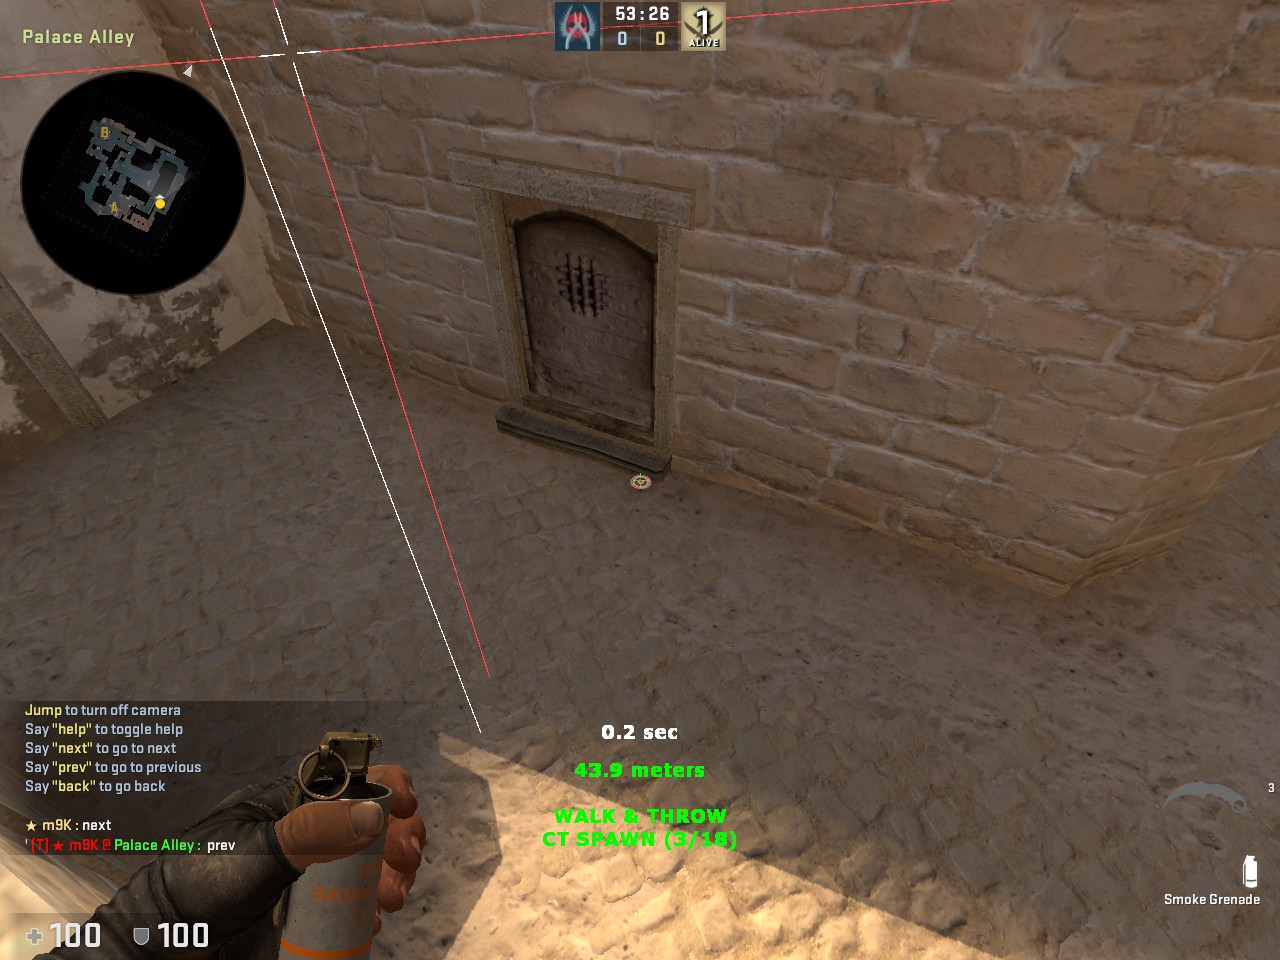 Palace Alley
53:26
0 0
1
ALIVE
B
A
Jump to turn off camera
Say "help" to toggle help
Say "next" to go to next
Say "prev" to go to previous
Say "back" to go back
★ m9K : next
[T] ★ m9K @ Palace Alley : prev
0.2 sec
43.9 meters
WALK & THROW
CT SPAWN (3/18)
3
Smoke Grenade
100 100